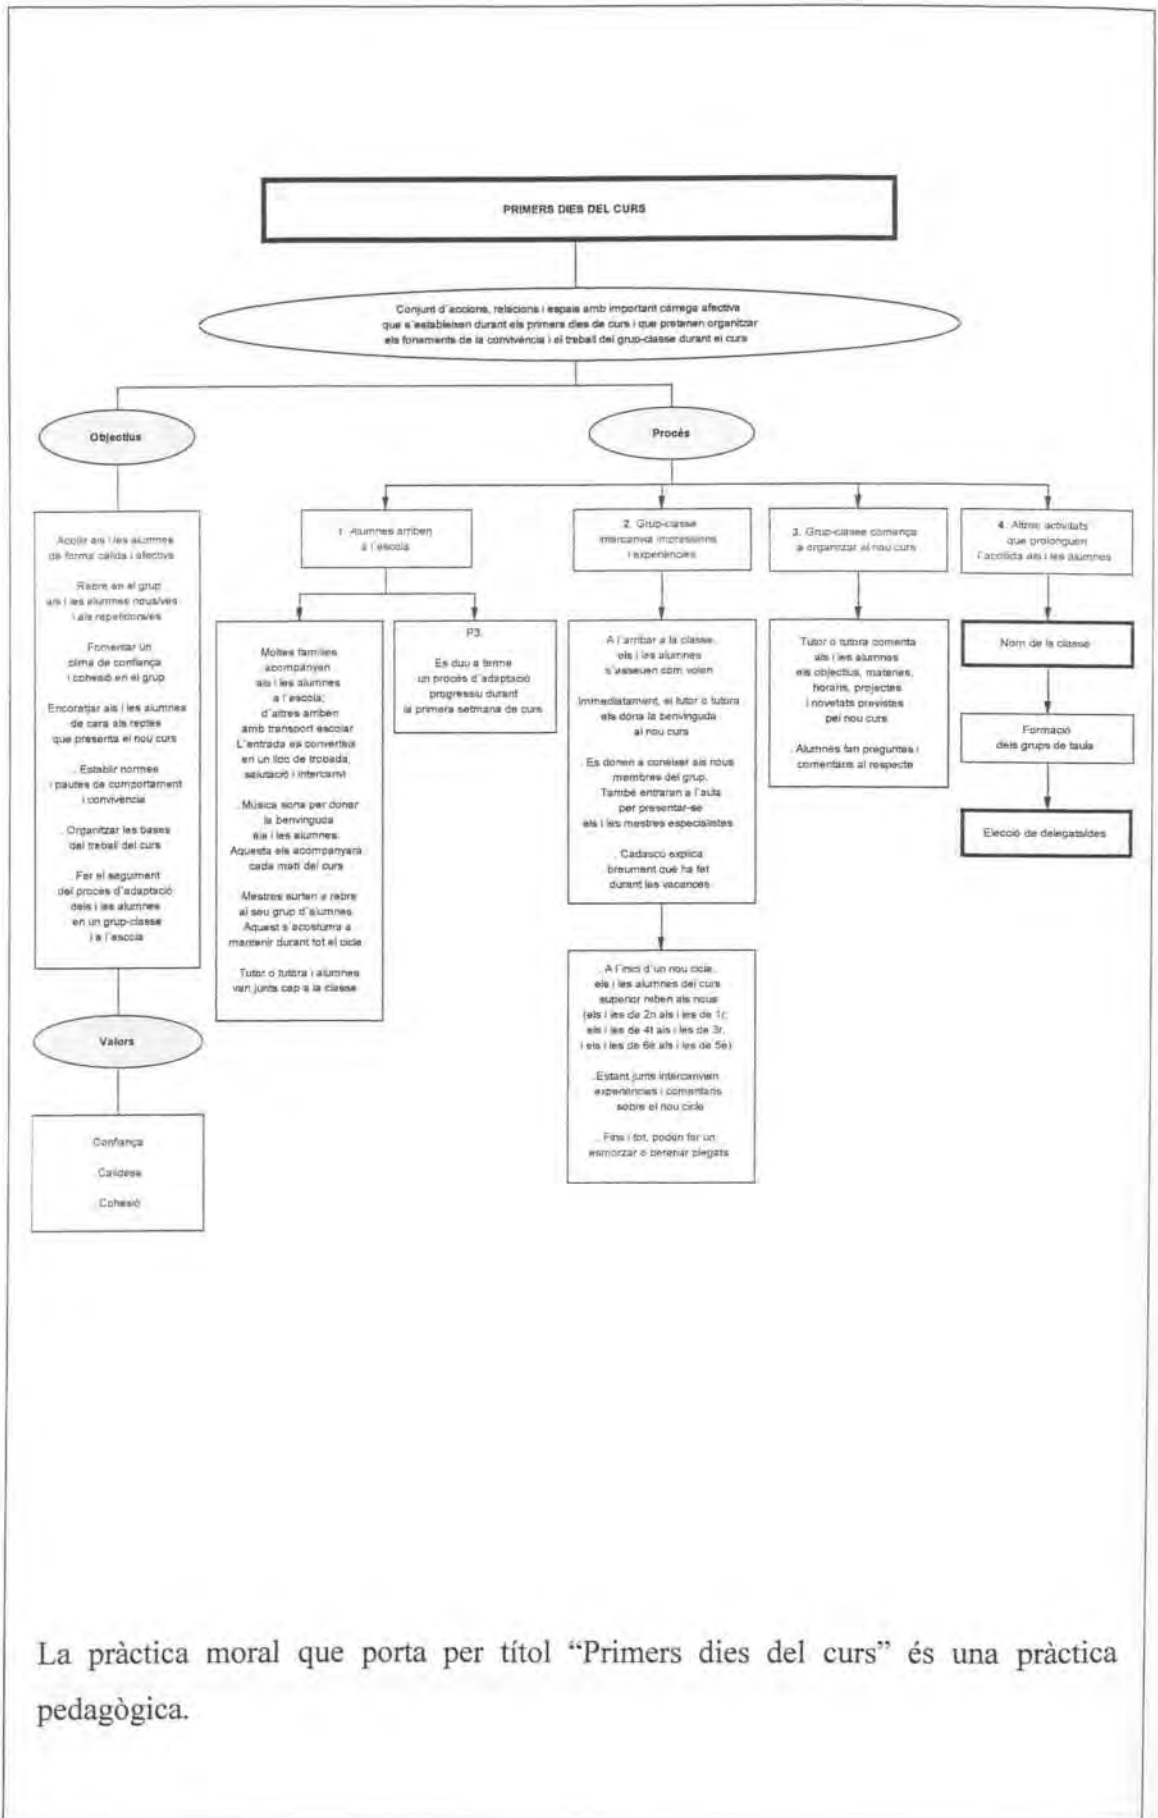 PRIMERS DIES DEL CURS
Conjunt d´accions, relacions i espais amb important càrrega afectiva
que s´estableixen durant els primers dies de curs i que pretenen organitzar
els fonaments de la convivència i el treball del grup-classe durant el curs
Objectius
Procés
Acollir als i les alumnes
de forma càlida i afectiva
Rebre en el grup
als i les alumnes nous/ves
i als repetidors/es
Fomentar un
clima de confiança
i cohesió en el grup
Encoratjar als i les alumnes
de cara als reptes
que presenta el nou curs
. Establir normes
i pautes de comportament
i convivència
. Organitzar les bases
del treball del curs
. Fer el seguiment
del procés d´adaptació
dels i les alumnes
en un grup-classe
i a l´escola
Valors
Confiança
. Calidesa
. Cohesió
1. Alumnes arriben
a l´escola
Moltes famílies
acompanyen
als i les alumnes
a l´escola;
d´altres arriben
amb transport escolar
L´entrada es converteix
en un lloc de trobada,
salutació i intercanvi
. Música sona per donar
la benvinguda
als i les alumnes.
Aquesta els acompanyarà
cada matí del curs
. Mestres surten a rebre
al seu grup d´alumnes
Aquest s´acostuma a
mantenir durant tot el cicle
. Tutor o tutora i alumnes
van junts cap a la classe
P3.
Es duu a terme
un procés d´adaptació
progressiu durant
la primera setmana de curs
2. Grup-classe
intercanvia impressions
i experiències
. A l´arribar a la classe,
els i les alumnes
s´asseuen com volen
Immediatament, el tutor o tutora
els dóna la benvinguda
al nou curs
. Es donen a conèixer als nous
membres del grup.
També entraran a l´aula
per presentar-se
els i les mestres especialistes
. Cadascú explica
breument què ha fet
durant les vacances
. A l´inici d´un nou cicle,
els i les alumnes del curs
superior reben als nous
(els i les de 2n als i les de 1r;
els i les de 4t als i les de 3r,
i els i les de 6è als i les de 5è)
. Estant junts intercanvien
experiències i comentaris
sobre el nou cicle
. Fins i tot, poden fer un
esmorzar o berenar plegats
3. Grup-classe comença
a organitzar el nou curs
Tutor o tutora comenta
als i les alumnes
els objectius, matèries,
horaris, projectes
i novetats previstes
pel nou curs
. Alumnes fan preguntes i
comentaris al respecte
4. Altres activitats
que prolonguen
l´acollida als i les alumnes
Nom de la classe
Formació
dels grups de taula
Elecció de delegats/des
La pràctica moral que porta per títol “Primers dies del curs” és una pràctica
pedagògica.